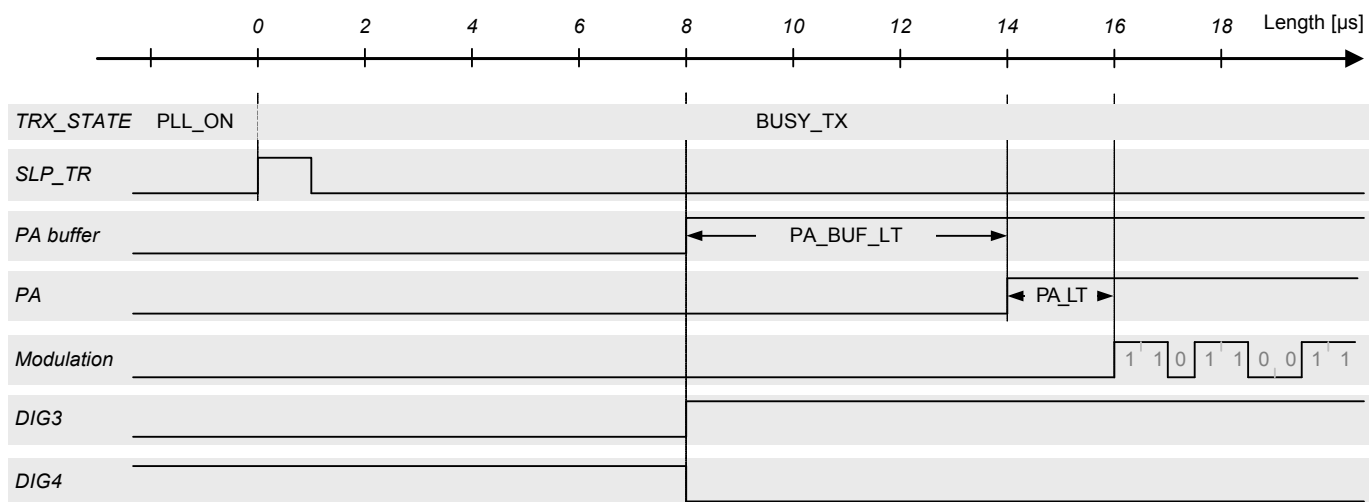 0 2 4 6 8 10 12 14 16 18 Length [µs]
TRX_STATE PLL_ON BUSY_TX
SLP_TR
PA buffer PA_BUF_LT
PA PA_LT
Modulation 1 1 0 1 1 0 0 1 1
DIG3
DIG4